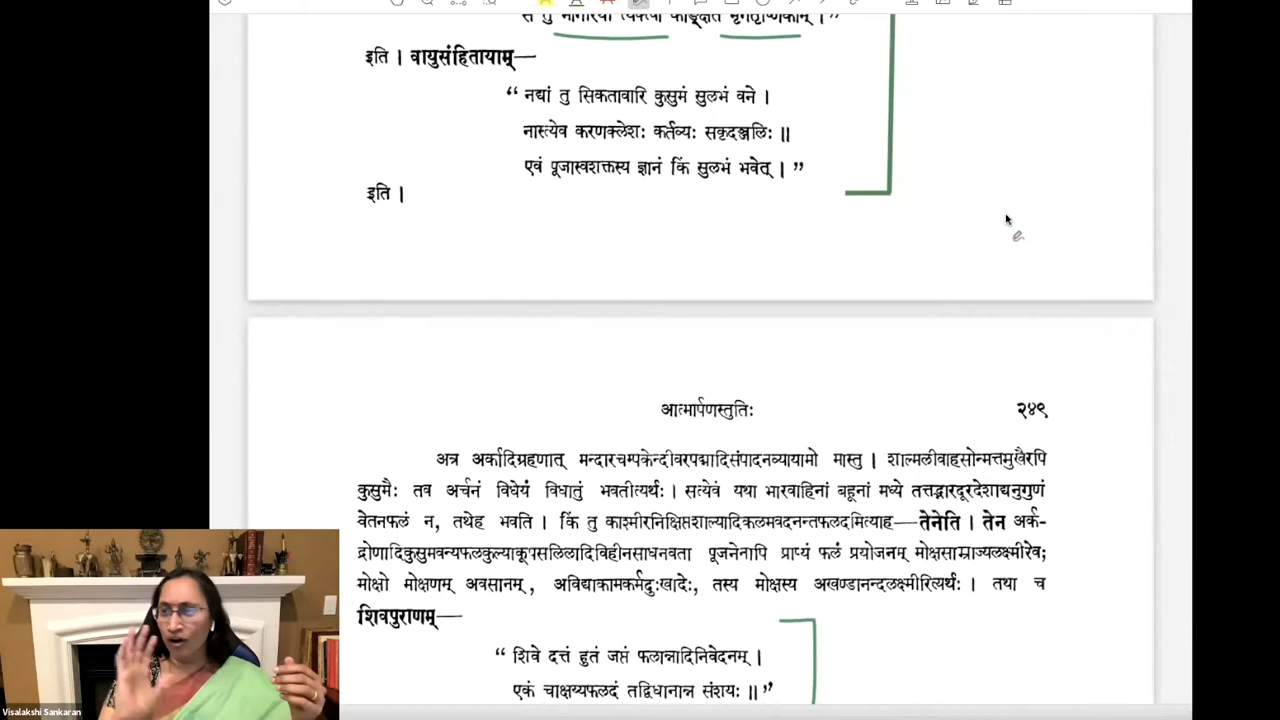 स तु भागीरथीं त्यक्त्वा काङ्क्षते मृगतृष्णिकाम् । ”
इति । वायुसंहितायाम्—
“ नद्यां तु सिकतावारि कुसुमं सुलभं वने ।
नास्त्येव करणक्लेशः कर्तव्यः सकृदञ्जलिः ॥
एवं पूजास्वशक्तस्य ज्ञानं किं सुलभं भवेत् । ”
इति ।
आत्मार्पणस्तुतिः २४९
अत्र अर्कादिग्रहणात् मन्दारचम्पकेन्दीवरपद्मादिसंपादनव्यायामो मास्तु । शाल्मलीवाहसोन्मत्तमुखैरपि
कुसुमैः तव अर्चनं विधेयं विधातुं भवतीत्यर्थः । सत्येवं यथा भारवाहिनां बहूनां मध्ये तत्तद्भारदूरदेशाद्यनुगुणं
वेतनफलं न, तथेह भवति । किं तु काश्मीरनिक्षिप्तशाल्यादिकलमवदनन्तफलदमित्याह—तेनेति । तेन अर्क-
द्रोणादिकुसुमवन्यफलकुल्याकूपसलिलादिविहीनसाधनवता पूजनेनापि प्राप्यं फलं प्रयोजनम् मोक्षसाम्राज्यलक्ष्मीरेव;
मोक्षो मोक्षणम् अवसानम्, अविद्याकामकर्मदुःखादेः, तस्य मोक्षस्य अखण्डानन्दलक्ष्मीरित्यर्थः । तथा च
शिवपुराणम्—
“ शिवे दत्तं हुतं जप्तं फलान्नादिनिवेदनम् ।
एकं चाक्षय्यफलदं तद्विधानान्न संशयः ॥ ”
Visalakshi Sankaran